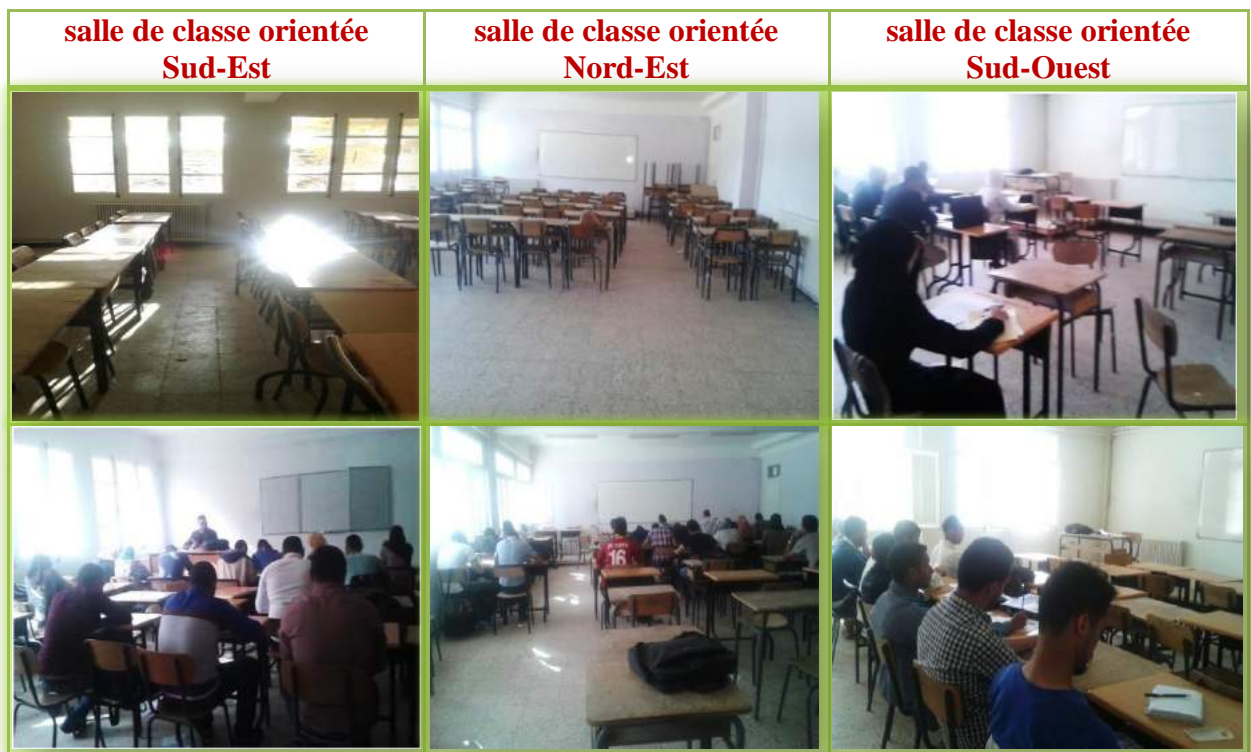 salle de classe orientée
Sud-Est
salle de classe orientée
Nord-Est
salle de classe orientée
Sud-Ouest
16